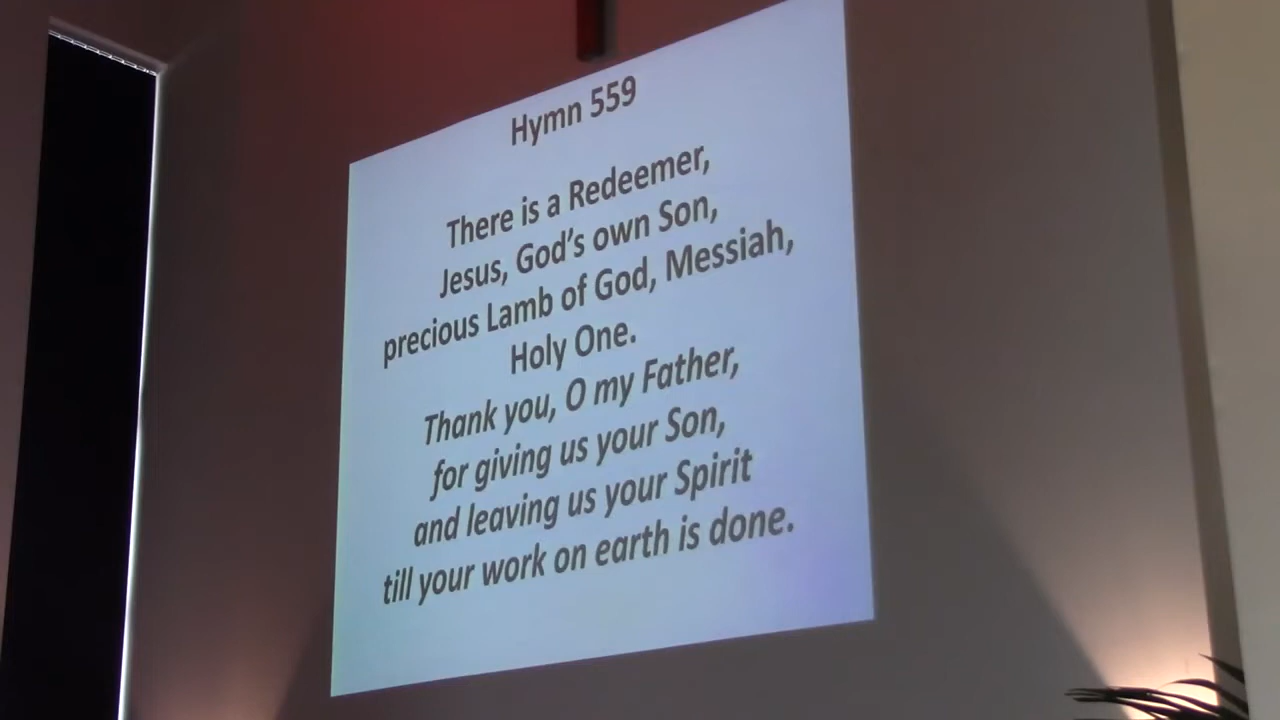 Hymn 559
There is a Redeemer,
Jesus, God's own Son,
precious Lamb of God, Messiah,
Holy One.
Thank you, O my Father,
for giving us your Son,
and leaving us your Spirit
till your work on earth is done.